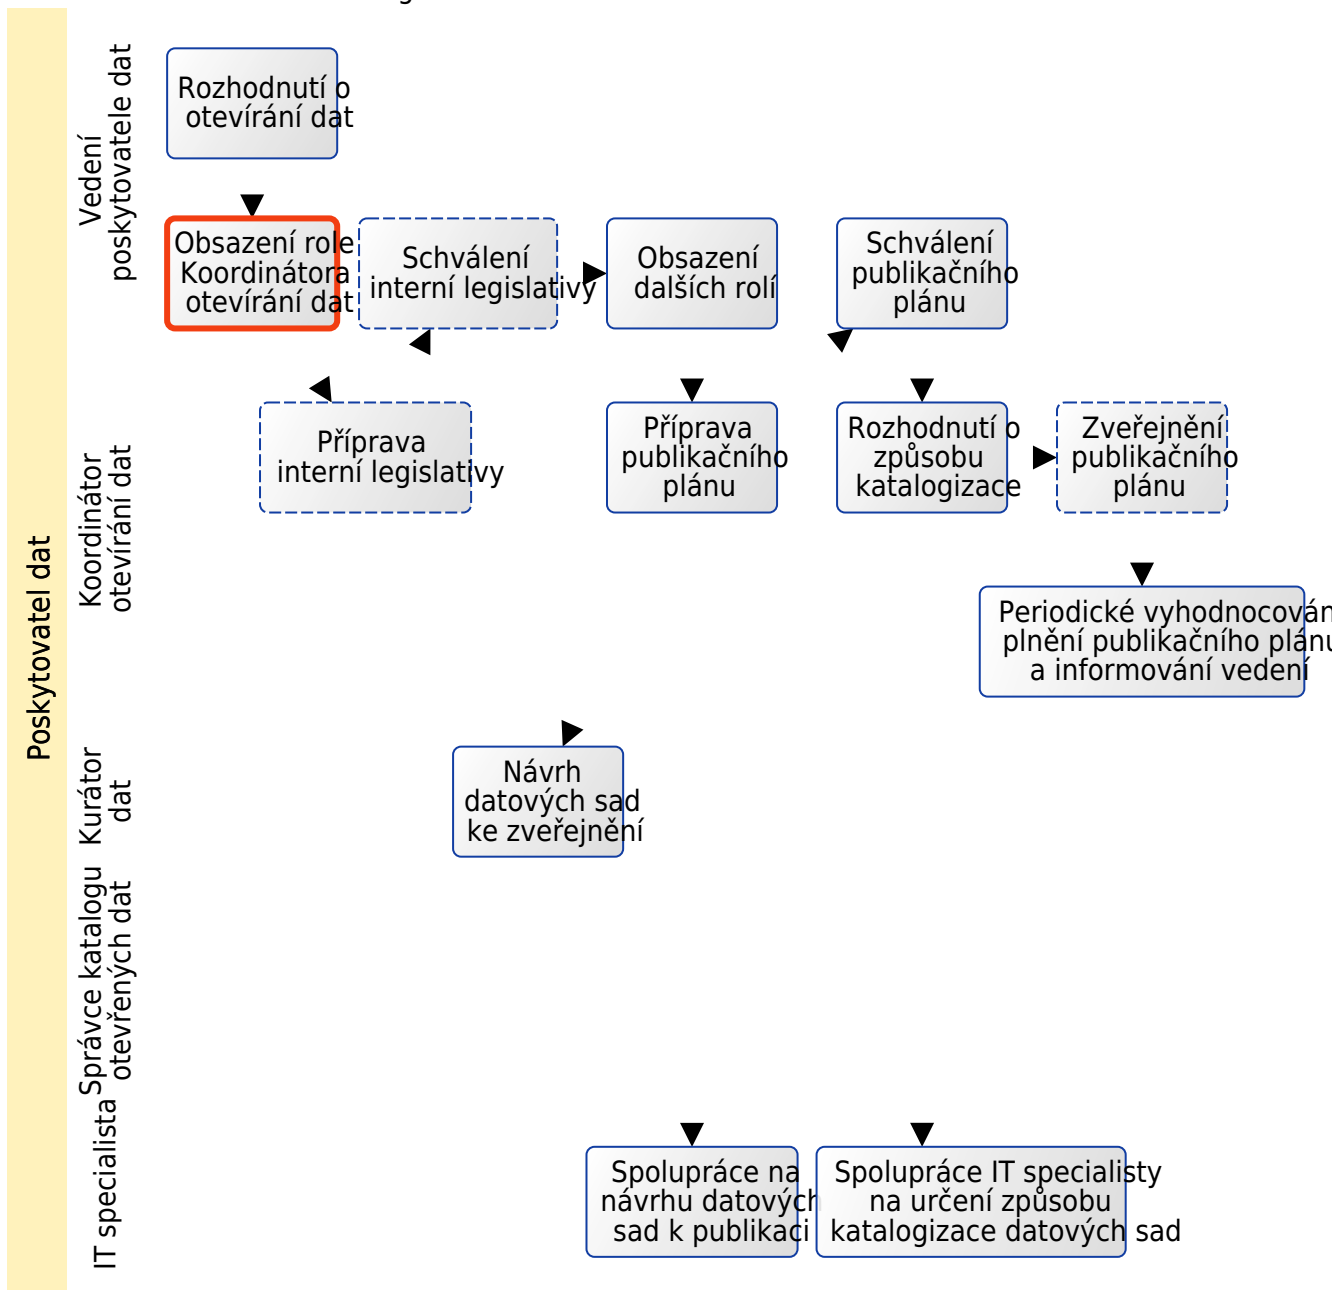 Poskytovatel dat
Vedení
poskytovatele dat
Rozhodnutí o
otevírání dat
Obsazení role
Koordinátora
otevírání dat
Schválení
interní legislativy
Obsazení
dalších rolí
Schválení
publikačního
plánu
Koordinátor
otevírání dat
Příprava
interní legislativy
Příprava
publikačního
plánu
Rozhodnutí o
způsobu
katalogizace
Zveřejnění
publikačního
plánu
Periodické vyhodnocován
plnění publikačního plánu
a informování vedení
Kurátor
dat
Návrh
datových sad
ke zveřejnění
Správce katalogu
otevřených dat
IT specialista
Spolupráce na
návrhu datových
sad k publikaci
Spolupráce IT specialisty
na určení způsobu
katalogizace datových sad